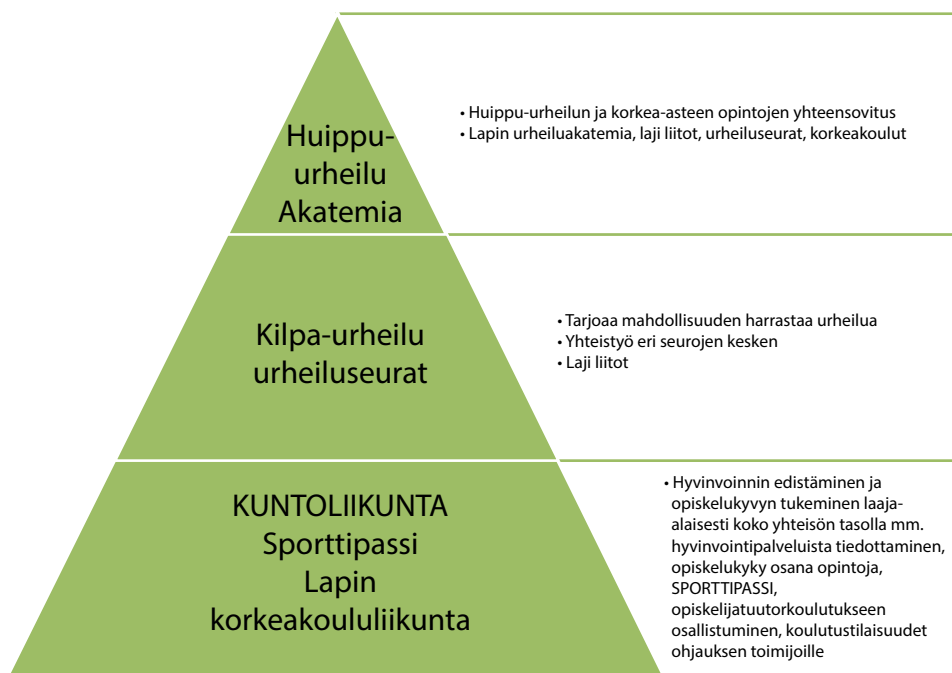 Huippu-
urheilu
Akatemia
• Huippu-urheilun ja korkea-asteen opintojen yhteensovitus
• Lapin urheiluakatemia, laji liitot, urheiluseurat, korkeakoulut
Kilpa-urheilu
urheiluseurat
• Tarjoaa mahdollisuuden harrastaa urheilua
• Yhteistyö eri seurojen kesken
• Laji liitot
KUNTOLIIKUNTA
Sporttipassi
Lapin
korkeakoululiikunta
• Hyvinvoinnin edistäminen ja
opiskelukyvyn tukeminen laaja-
alaisesti koko yhteisön tasolla mm.
hyvinvointipalveluista tiedottaminen,
opiskelukyky osana opintoja,
SPORTTIPASSI,
opiskelijatuutorkoulutukseen
osallistuminen, koulutustilaisuudet
ohjauksen toimijoille